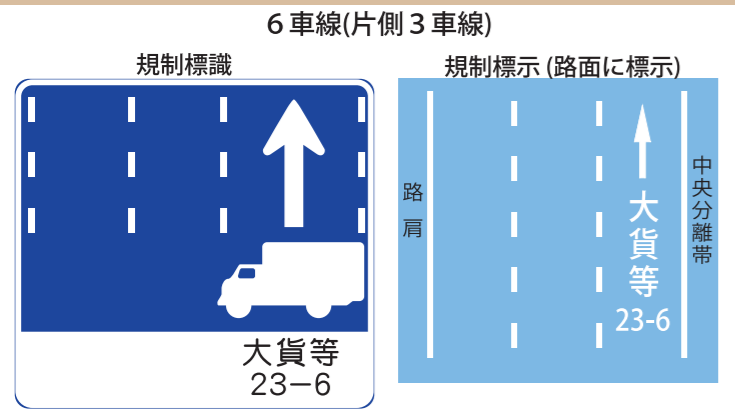 6車線(片側3車線)
規制標識
大貨等
23−6
規制標示 (路面に標示)
路肩
大貨等
23-6
中央分離帯